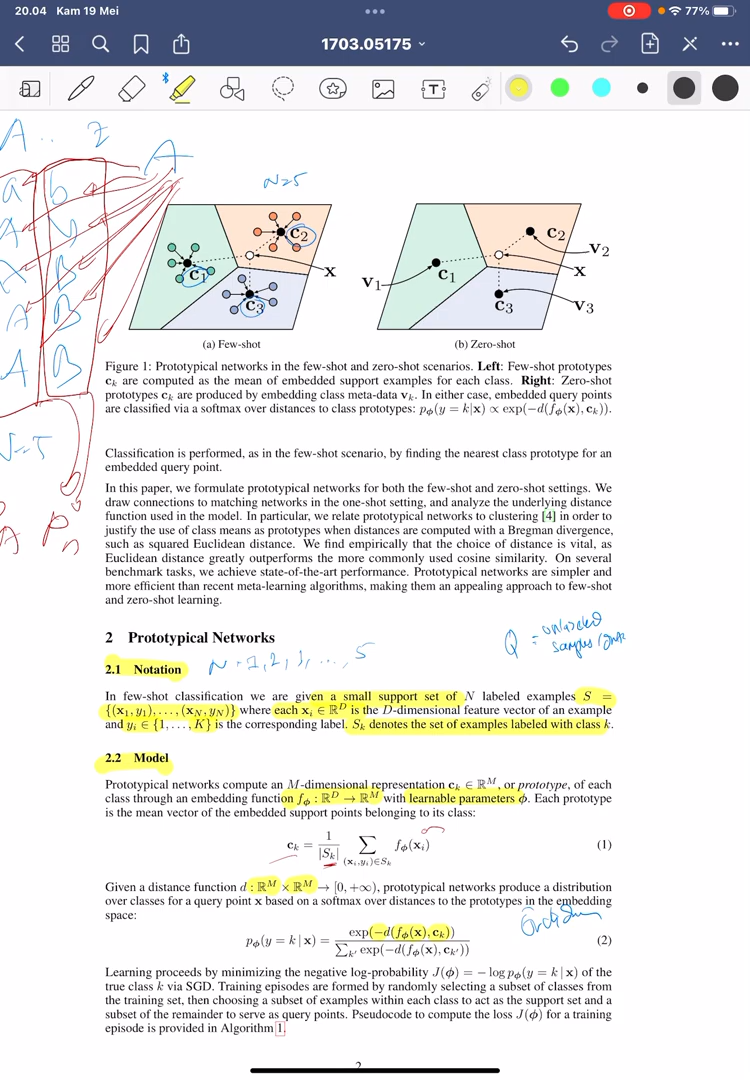 20.04 Kam 19 Mei
77%
1703.05175
A .. Z
A
N=5
a b
A
B
A B
A B
N=5
A
c₂
c₁
x
c₃
c₂
v₂
v₁
c₁
x
c₃
v₃
(a) Few-shot
(b) Zero-shot
Figure 1: Prototypical networks in the few-shot and zero-shot scenarios. Left: Few-shot prototypes
cₖ are computed as the mean of embedded support examples for each class. Right: Zero-shot
prototypes cₖ are produced by embedding class meta-data vₖ. In either case, embedded query points
are classified via a softmax over distances to class prototypes: pᵩ(y = k|x) ∝ exp(−d(fᵩ(x), cₖ)).
Classification is performed, as in the few-shot scenario, by finding the nearest class prototype for an
embedded query point.
In this paper, we formulate prototypical networks for both the few-shot and zero-shot settings. We
draw connections to matching networks in the one-shot setting, and analyze the underlying distance
function used in the model. In particular, we relate prototypical networks to clustering [4] in order to
justify the use of class means as prototypes when distances are computed with a Bregman divergence,
such as squared Euclidean distance. We find empirically that the choice of distance is vital, as
Euclidean distance greatly outperforms the more commonly used cosine similarity. On several
benchmark tasks, we achieve state-of-the-art performance. Prototypical networks are simpler and
more efficient than recent meta-learning algorithms, making them an appealing approach to few-shot
and zero-shot learning.
2 Prototypical Networks
Q = unlabeled
samples
2.1 Notation
N = 1, 2, 3, ..., 5
In few-shot classification we are given a small support set of N labeled examples S =
{(x₁, y₁), . . . , (x_N, y_N)} where each xᵢ ∈ ℝᴰ is the D-dimensional feature vector of an example
and yᵢ ∈ {1, . . . , K} is the corresponding label. Sₖ denotes the set of examples labeled with class k.
2.2 Model
Prototypical networks compute an M-dimensional representation cₖ ∈ ℝᴹ, or prototype, of each
class through an embedding function fᵩ : ℝᴰ → ℝᴹ with learnable parameters ϕ. Each prototype
is the mean vector of the embedded support points belonging to its class:
cₖ = 1/|Sₖ| ∑_{(xᵢ,yᵢ)∈Sₖ} fᵩ(xᵢ) (1)
Given a distance function d : ℝᴹ × ℝᴹ → [0, +∞), prototypical networks produce a distribution
over classes for a query point x based on a softmax over distances to the prototypes in the embedding
space:
pᵩ(y = k | x) = exp(−d(fᵩ(x), cₖ)) / ∑ₖ′ exp(−d(fᵩ(x), cₖ′)) (2)
Learning proceeds by minimizing the negative log-probability J(ϕ) = − log pᵩ(y = k | x) of the
true class k via SGD. Training episodes are formed by randomly selecting a subset of classes from
the training set, then choosing a subset of examples within each class to act as the support set and a
subset of the remainder to serve as query points. Pseudocode to compute the loss J(ϕ) for a training
episode is provided in Algorithm 1.
2